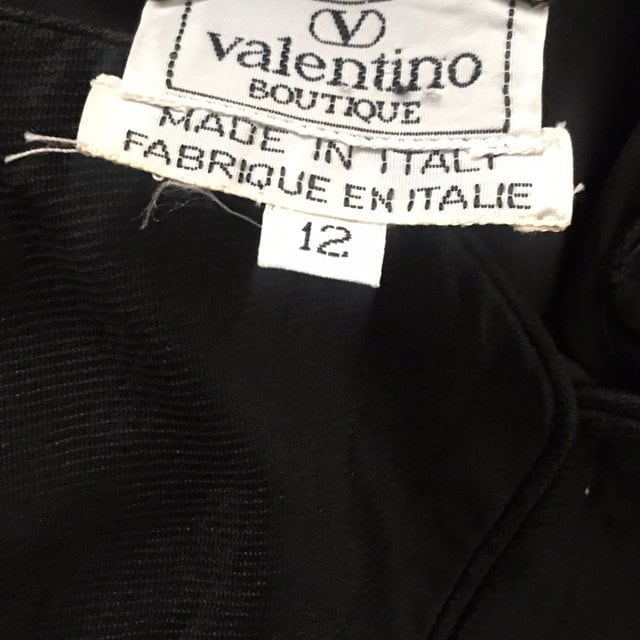 V
valentino
BOUTIQUE
MADE IN ITALY
FABRIQUE EN ITALIE
12